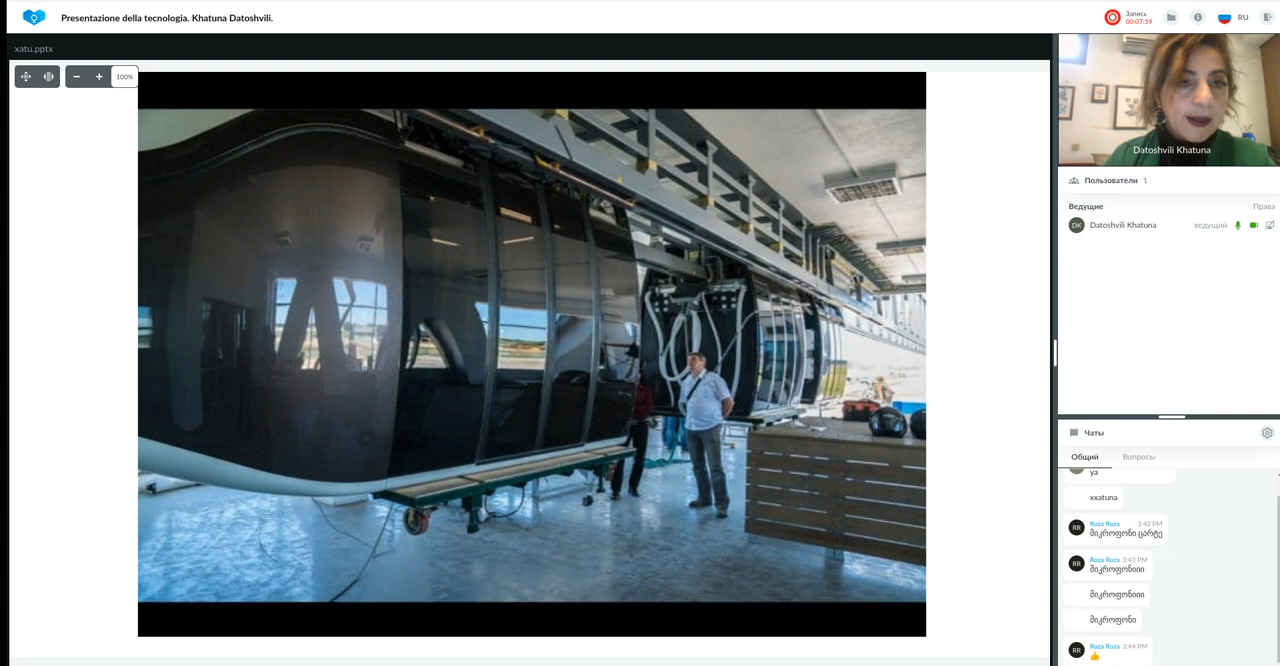 Presentazione della tecnologia. Khatuna Datoshvili.
Запись
00:07:59
RU
xatu.pptx
100%
Datoshvili Khatuna
Пользователи 1
Ведущие Права
DK Datoshvili Khatuna ведущий
Чаты
Общий Вопросы
ya
xxatuna
RR Roza Roza 3:42 PM
მიკროფონი ცარტე
RR Roza Roza 3:43 PM
მიკროფონიიი
მიკროფონიიი
მიკროფონი
RR Roza Roza 3:44 PM
👍